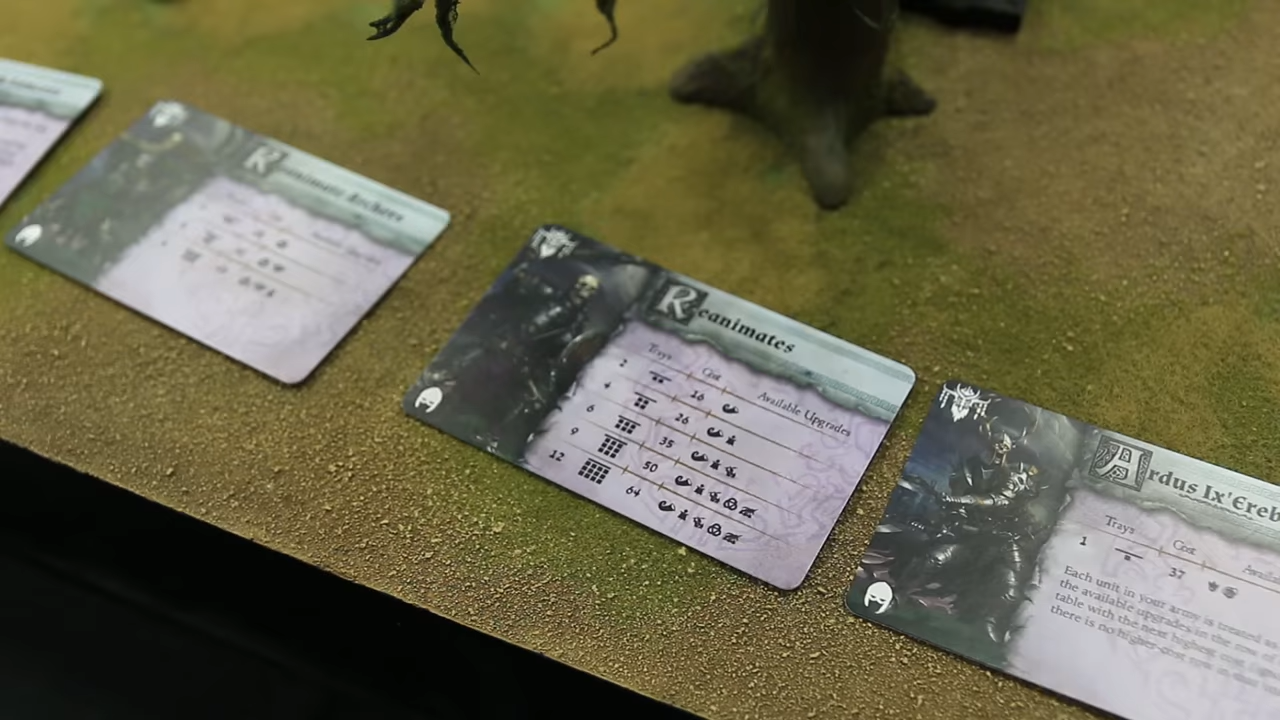 Reanimate Archers
Reanimates
Trays Cost Available Upgrades
2 16
4 26
6 35
9 50
12 64
Ardus Ix'Ereb
Trays Cost Availa
1 37
Each unit in your army is treated as
the available upgrades in the row of
table with the next highest cost
there is no higher cost row in that